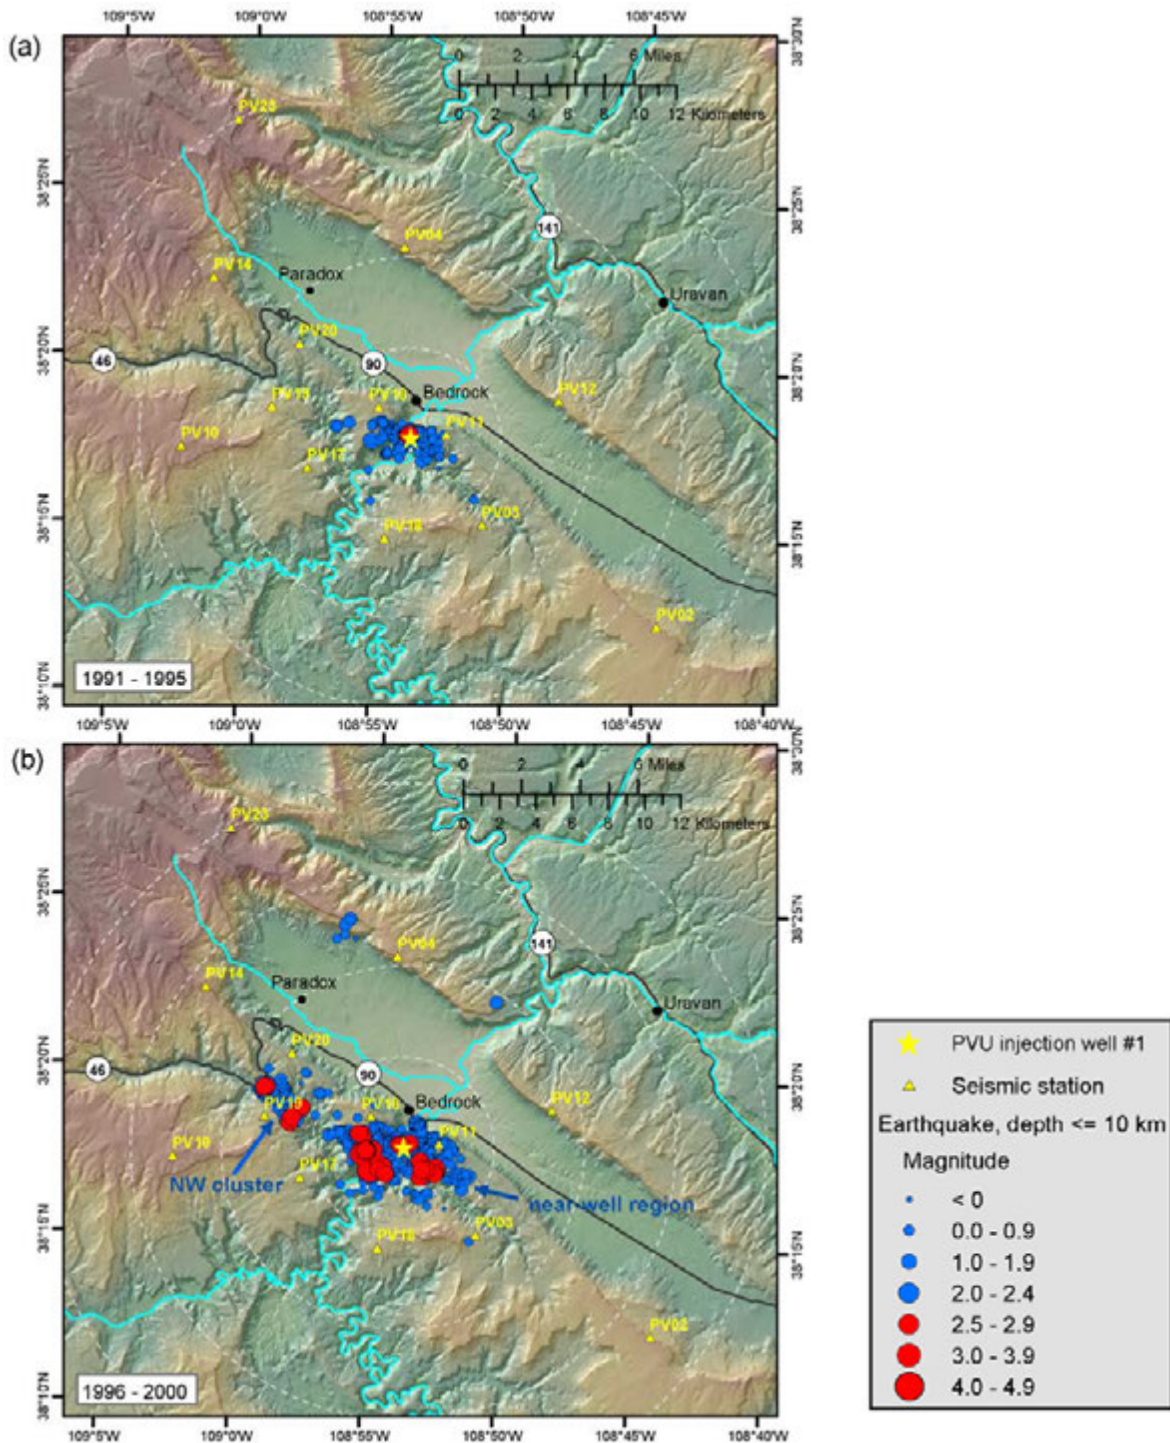 109°5'W 109°0'W 108°55'W 108°50'W 108°45'W
(a)
0 2 4 6 Miles
0 2 4 6 8 10 12 Kilometers
38°30'N
PV23
38°25'N
38°25'N
PV04
141
PV14
Paradox
Uravan
PV20
38°20'N
46
90
38°20'N
Bedrock
PV12
PV16
PV11
PV17
38°15'N
PV03
PV18
38°15'N
PV02
38°10'N
1991 - 1995
109°5'W 109°0'W 108°55'W 108°50'W 108°45'W 108°40'W
(b)
0 2 4 6 Miles
0 2 4 6 8 10 12 Kilometers
38°30'N
PV23
38°25'N
38°25'N
PV04
141
PV14
Paradox
Uravan
PV20
38°20'N
46
90
38°20'N
PV19
PV16
Bedrock
PV12
PV11
PV17
NW cluster
near-well region
38°15'N
PV18
PV03
38°15'N
PV02
38°10'N
1996 - 2000
109°5'W 109°0'W 108°55'W 108°50'W 108°45'W 108°40'W
PVU injection well #1
Seismic station
Earthquake, depth <= 10 km
Magnitude
< 0
0.0 - 0.9
1.0 - 1.9
2.0 - 2.4
2.5 - 2.9
3.0 - 3.9
4.0 - 4.9